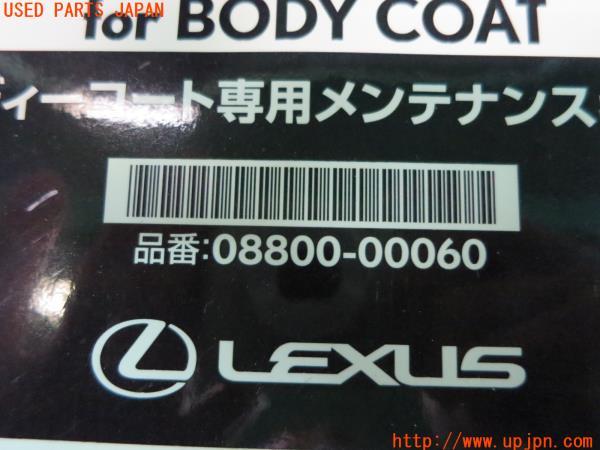 USED PARTS JAPAN
for BODY COAT
ディーコート専用メンテナンス
品番:08800-00060
LEXUS
http://www.upjpn.com/